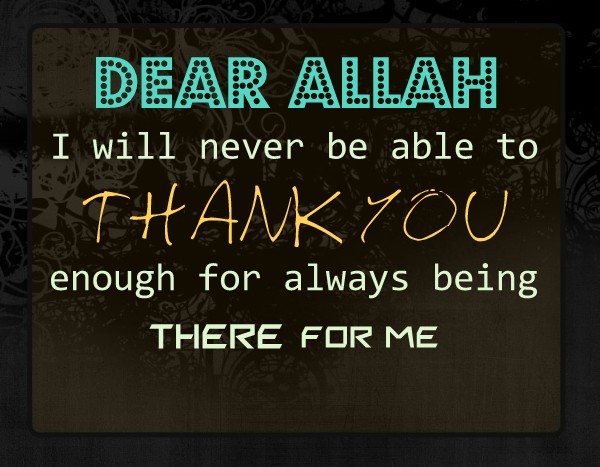 DEAR ALLAH
I will never be able to
THANK YOU
enough for always being
THERE FOR ME